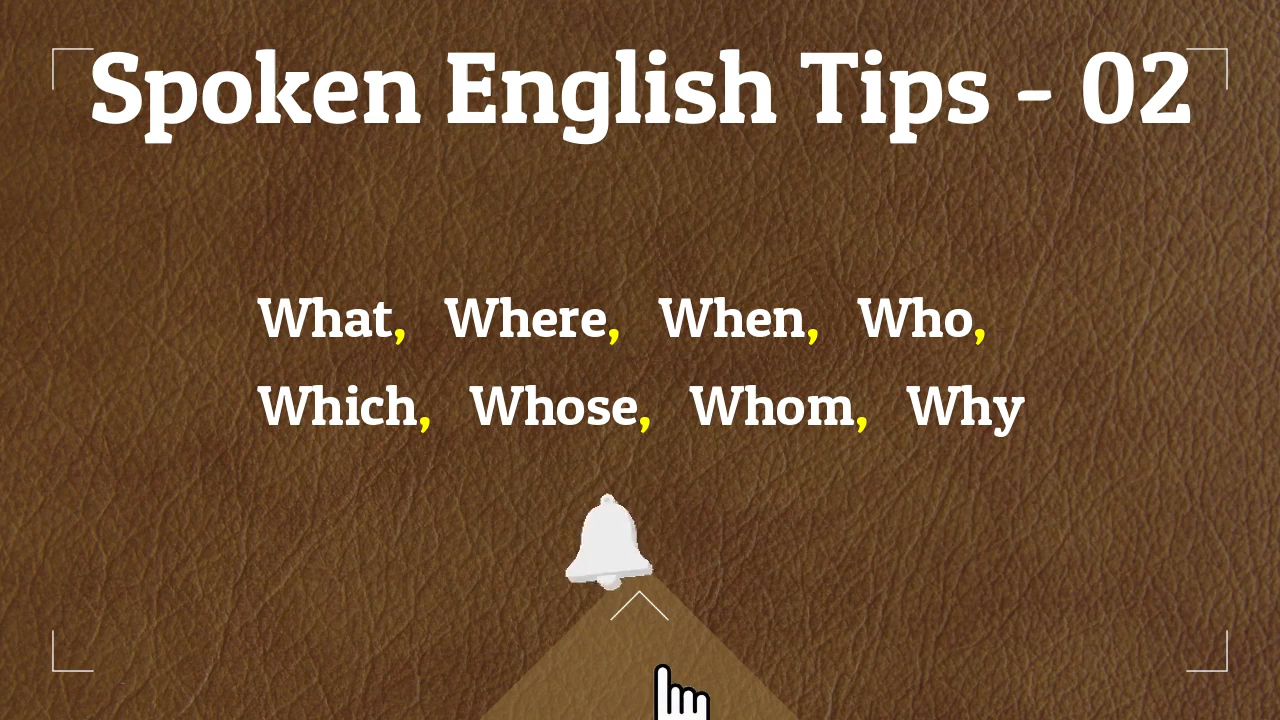 Spoken English Tips - 02
What, Where, When, Who,
Which, Whose, Whom, Why